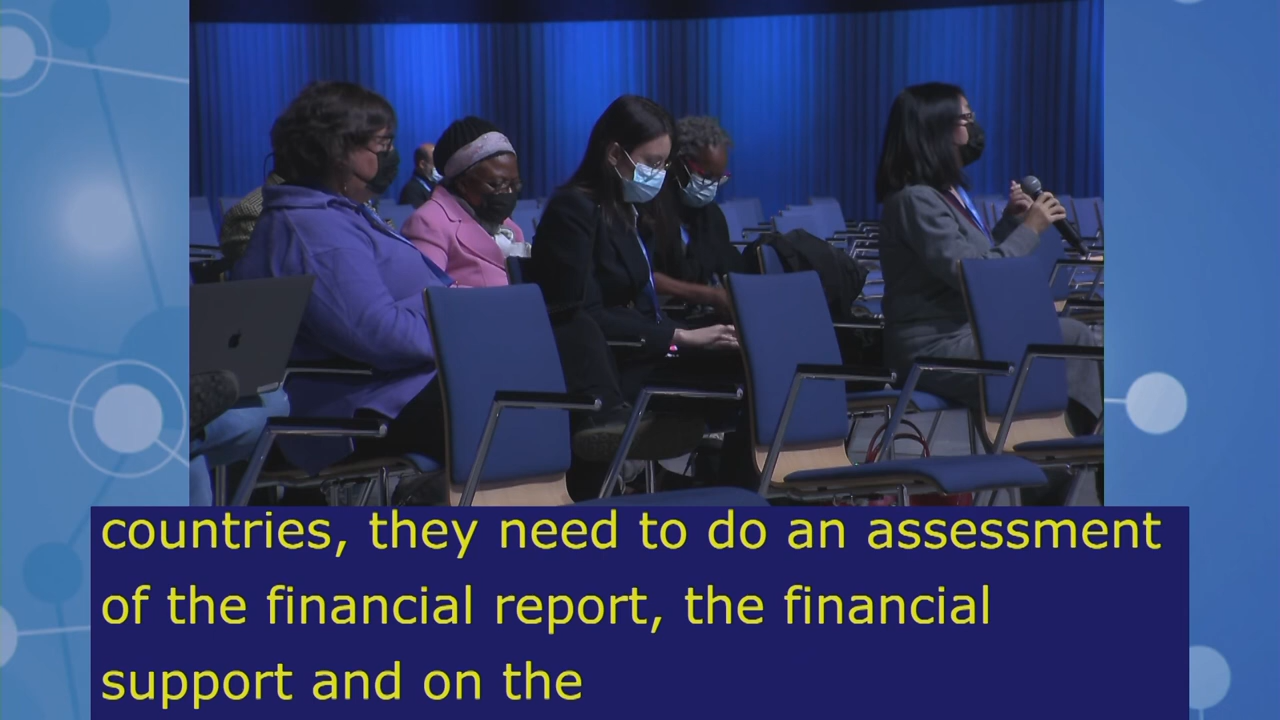 countries, they need to do an assessment
of the financial report, the financial
support and on the